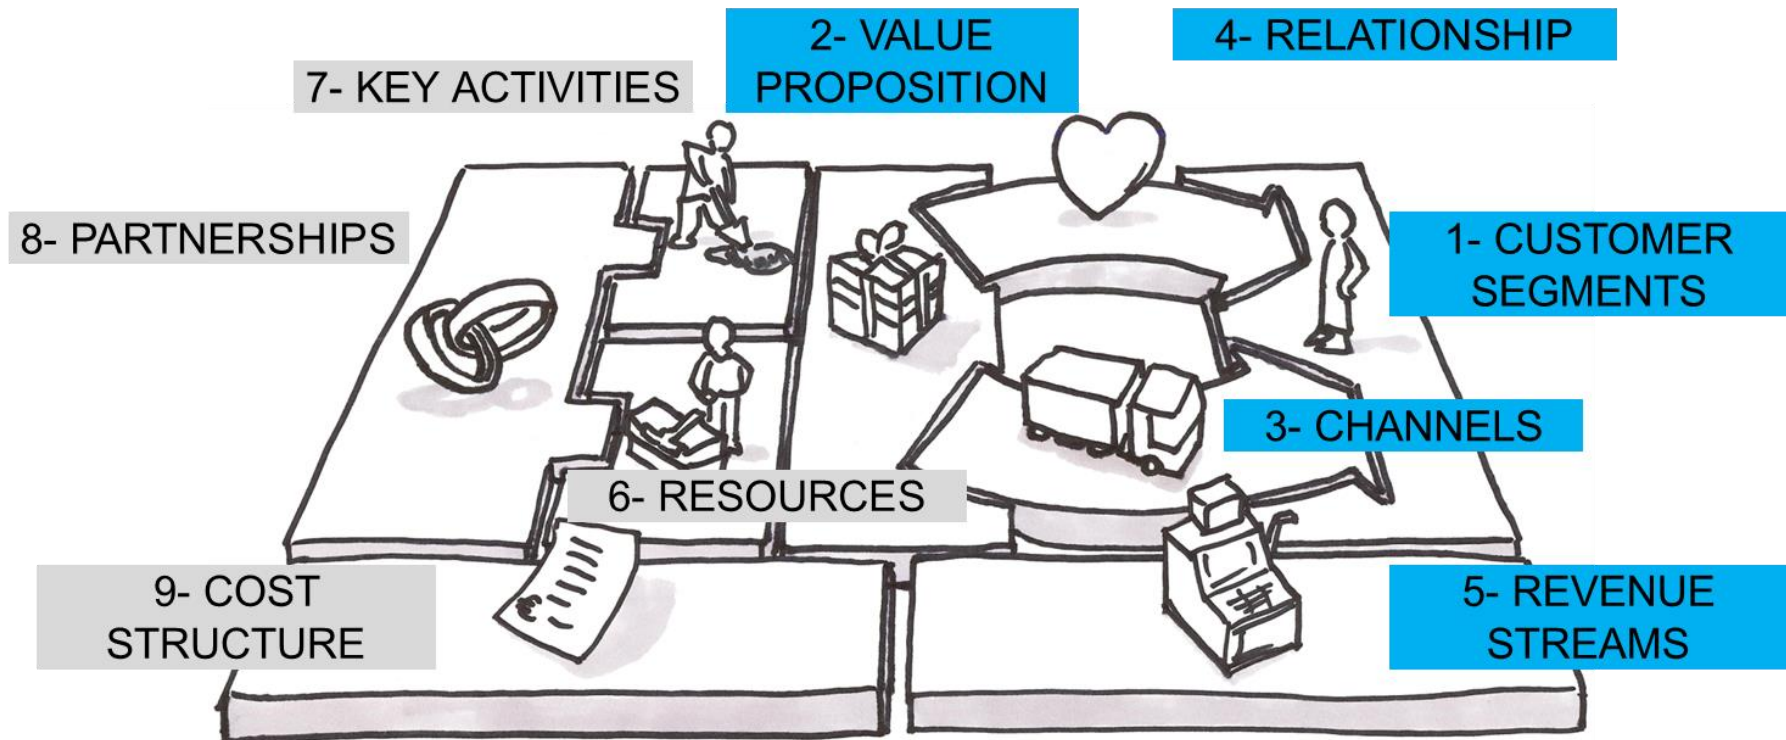 2- VALUE
PROPOSITION
4- RELATIONSHIP
7- KEY ACTIVITIES
8- PARTNERSHIPS
1- CUSTOMER
SEGMENTS
3- CHANNELS
6- RESOURCES
9- COST
STRUCTURE
5- REVENUE
STREAMS